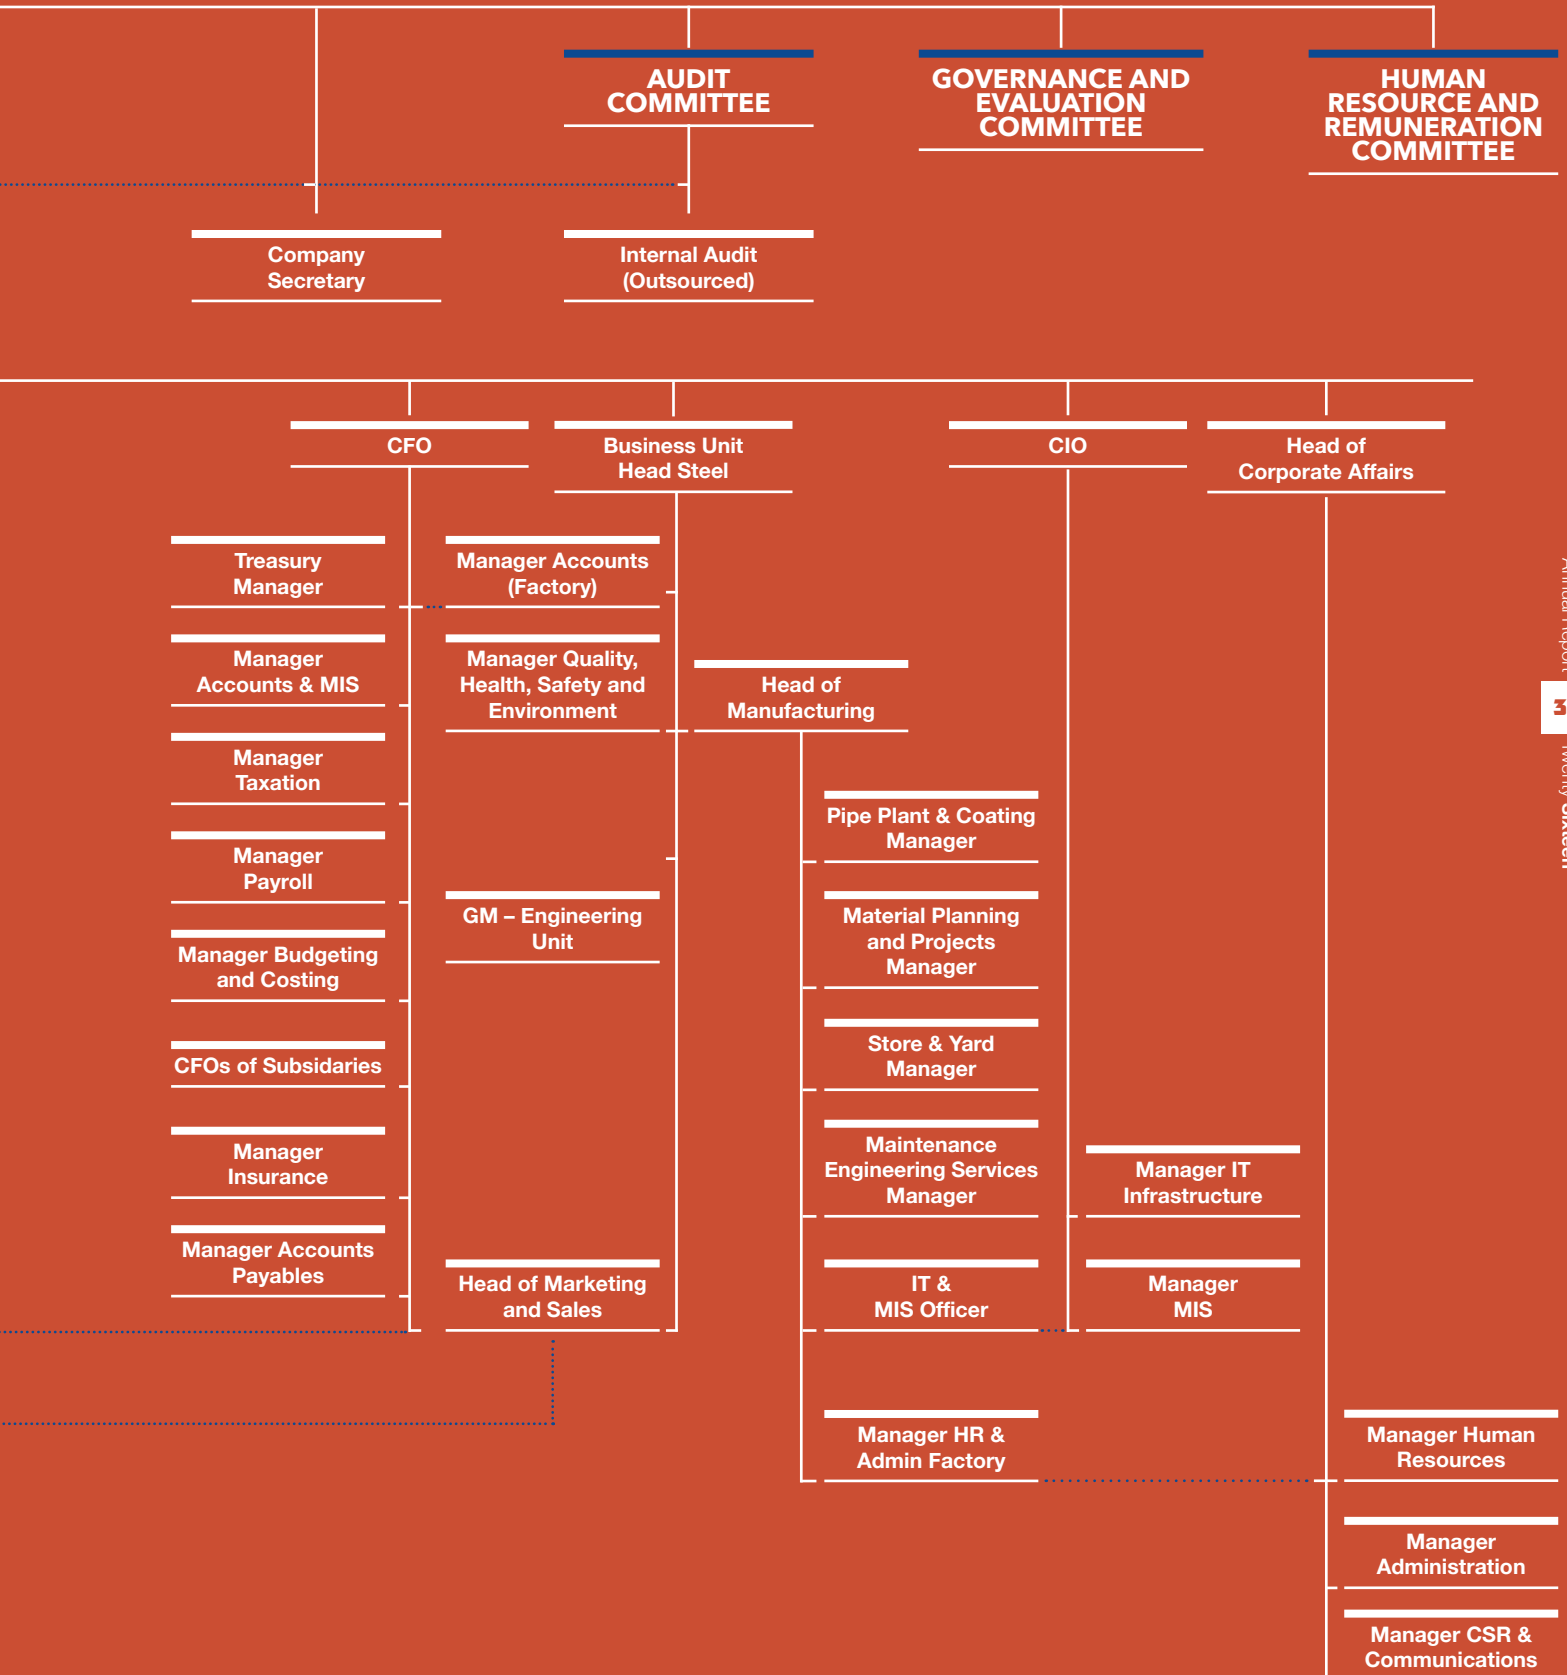 AUDIT
COMMITTEE
GOVERNANCE AND
EVALUATION
COMMITTEE
HUMAN
RESOURCE AND
REMUNERATION
COMMITTEE
Company
Secretary
Internal Audit
(Outsourced)
CFO
Business Unit
Head Steel
CIO
Head of
Corporate Affairs
Treasury
Manager
Manager Accounts
(Factory)
Manager
Accounts & MIS
Manager Quality,
Health, Safety and
Environment
Head of
Manufacturing
Manager
Taxation
Pipe Plant & Coating
Manager
Manager
Payroll
GM – Engineering
Unit
Material Planning
and Projects
Manager
Manager Budgeting
and Costing
Store & Yard
Manager
CFOs of Subsidaries
Manager
Insurance
Maintenance
Engineering Services
Manager
Manager IT
Infrastructure
Manager Accounts
Payables
Head of Marketing
and Sales
IT &
MIS Officer
Manager
MIS
Manager HR &
Admin Factory
Manager Human
Resources
Manager
Administration
Manager CSR &
Communications
Annual Report
3
Twenty Sixteen